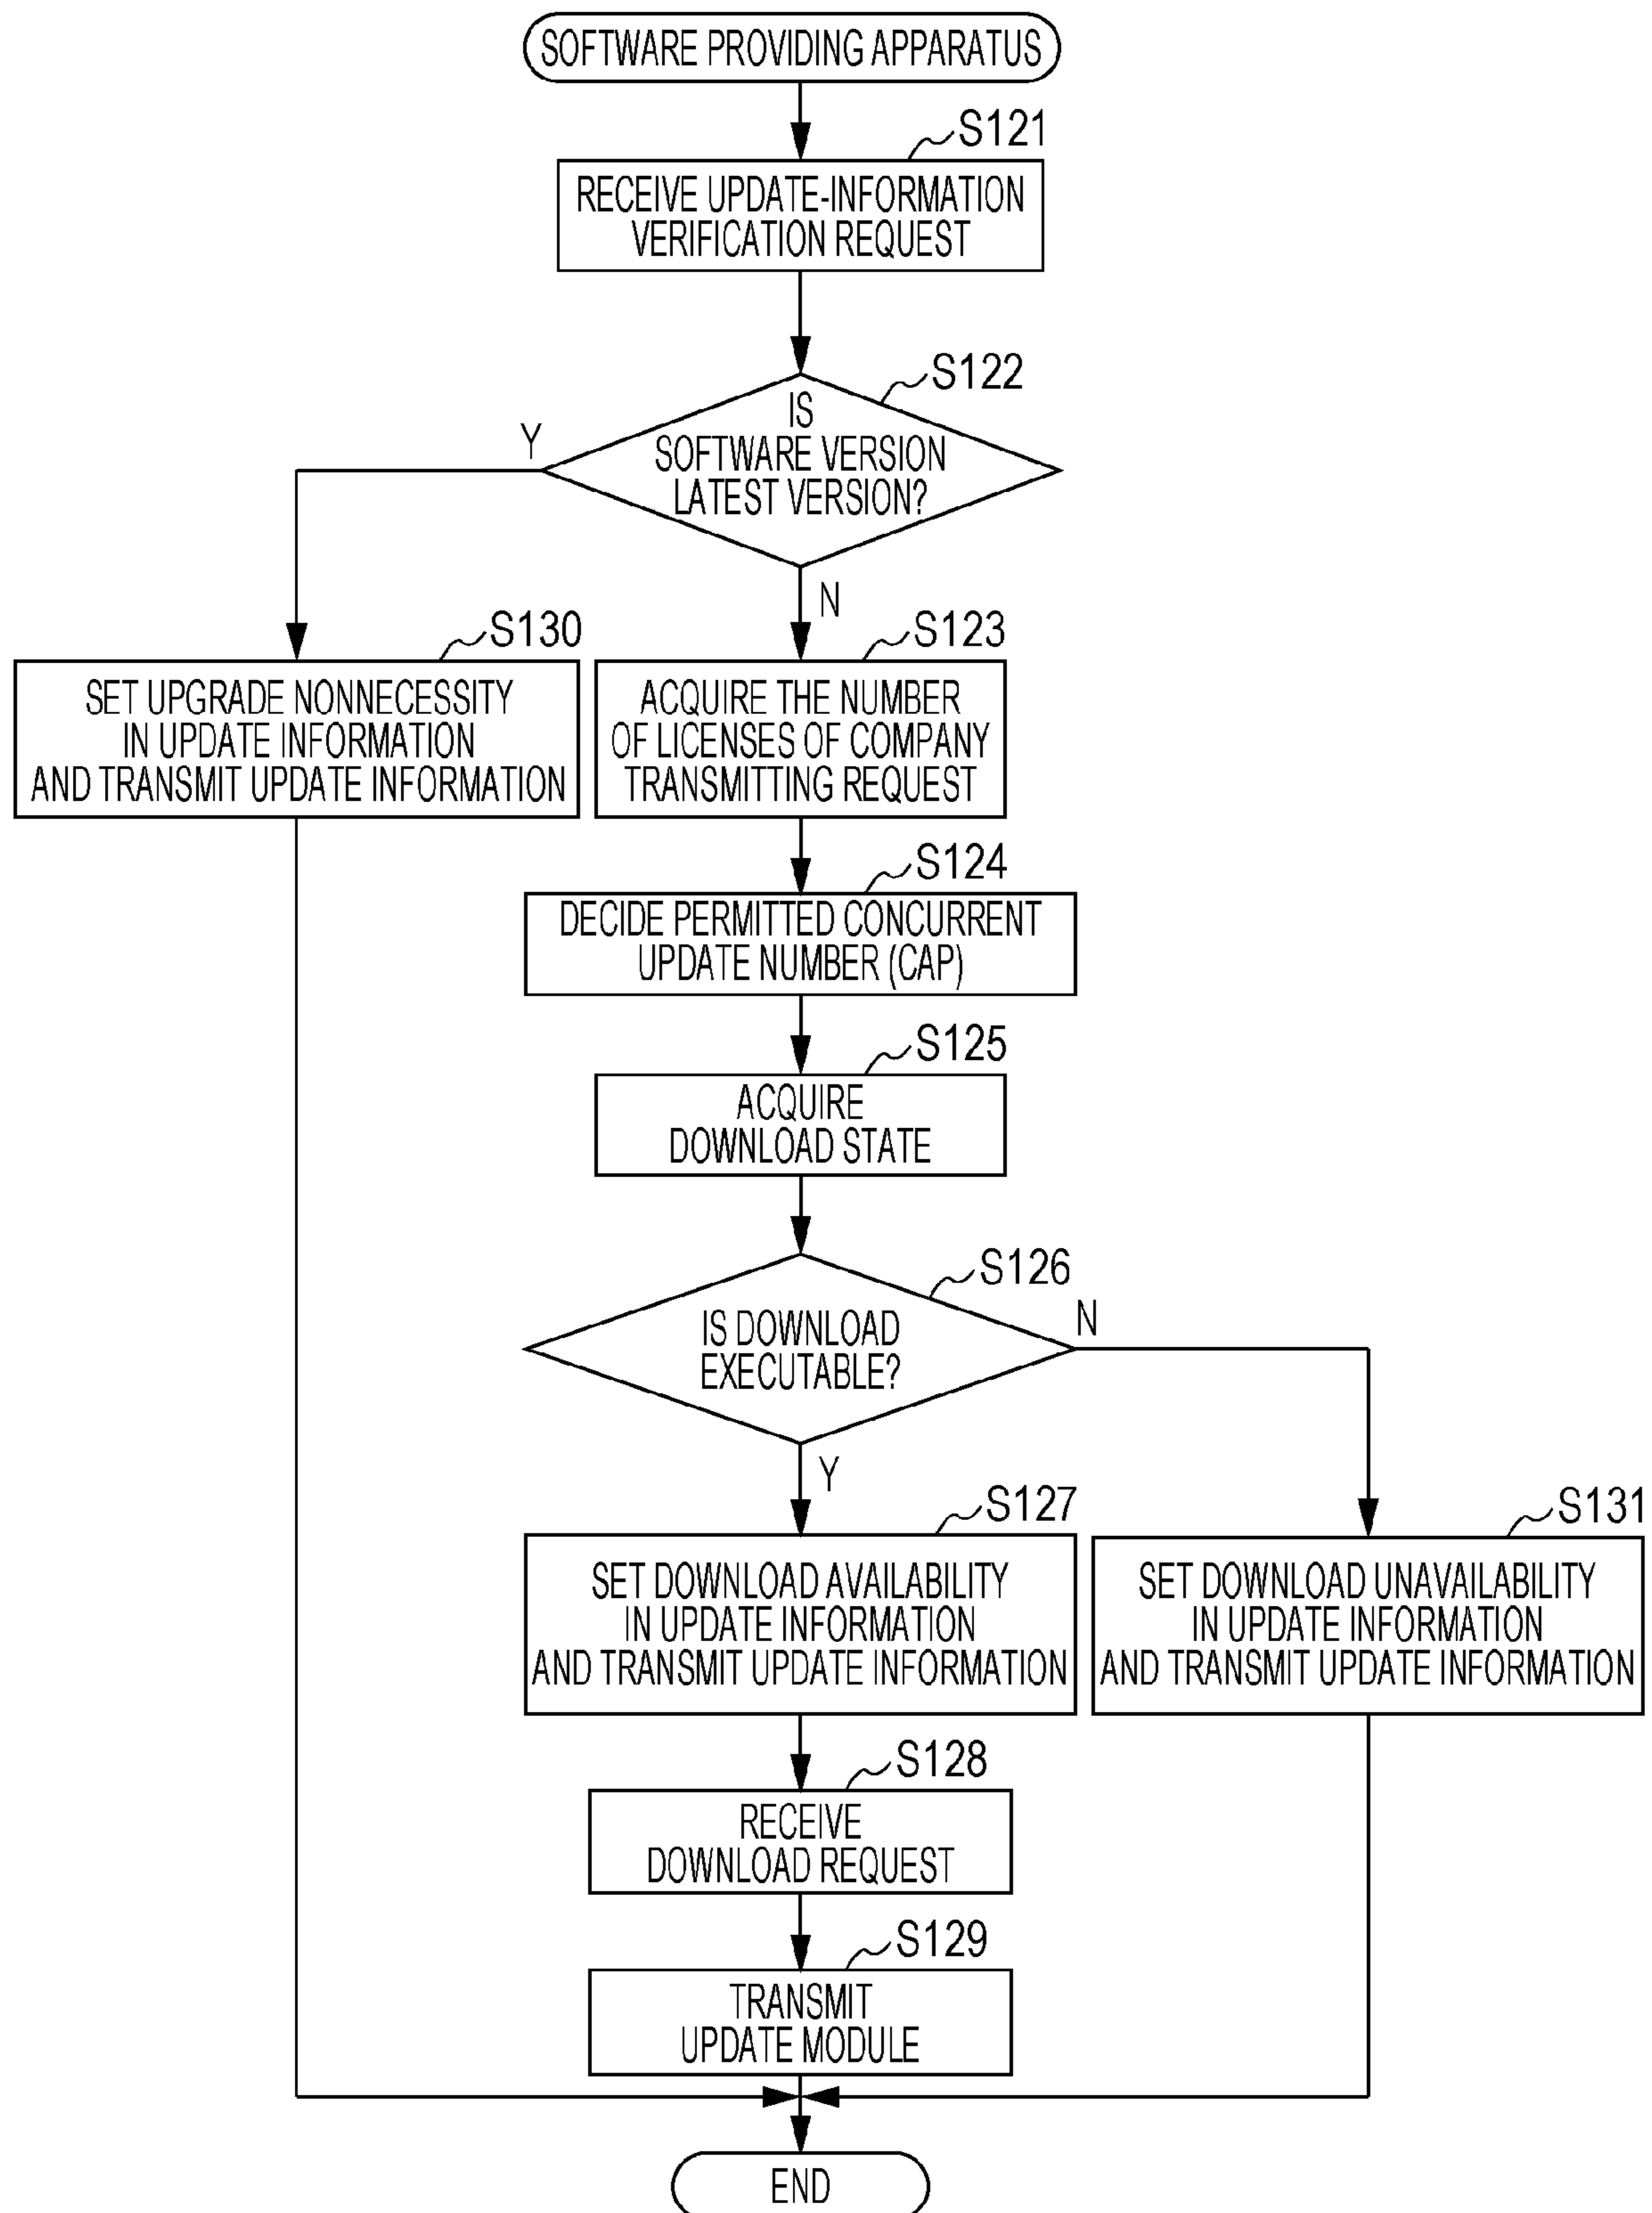 SOFTWARE PROVIDING APPARATUS
S121
RECEIVE UPDATE-INFORMATION
VERIFICATION REQUEST
S122
IS
SOFTWARE VERSION
LATEST VERSION?
Y
N
S130
SET UPGRADE NONNECESSITY
IN UPDATE INFORMATION
AND TRANSMIT UPDATE INFORMATION
S123
ACQUIRE THE NUMBER
OF LICENSES OF COMPANY
TRANSMITTING REQUEST
S124
DECIDE PERMITTED CONCURRENT
UPDATE NUMBER (CAP)
S125
ACQUIRE
DOWNLOAD STATE
S126
IS DOWNLOAD
EXECUTABLE?
N
Y
S127
SET DOWNLOAD AVAILABILITY
IN UPDATE INFORMATION
AND TRANSMIT UPDATE INFORMATION
S131
SET DOWNLOAD UNAVAILABILITY
IN UPDATE INFORMATION
AND TRANSMIT UPDATE INFORMATION
S128
RECEIVE
DOWNLOAD REQUEST
S129
TRANSMIT
UPDATE MODULE
END